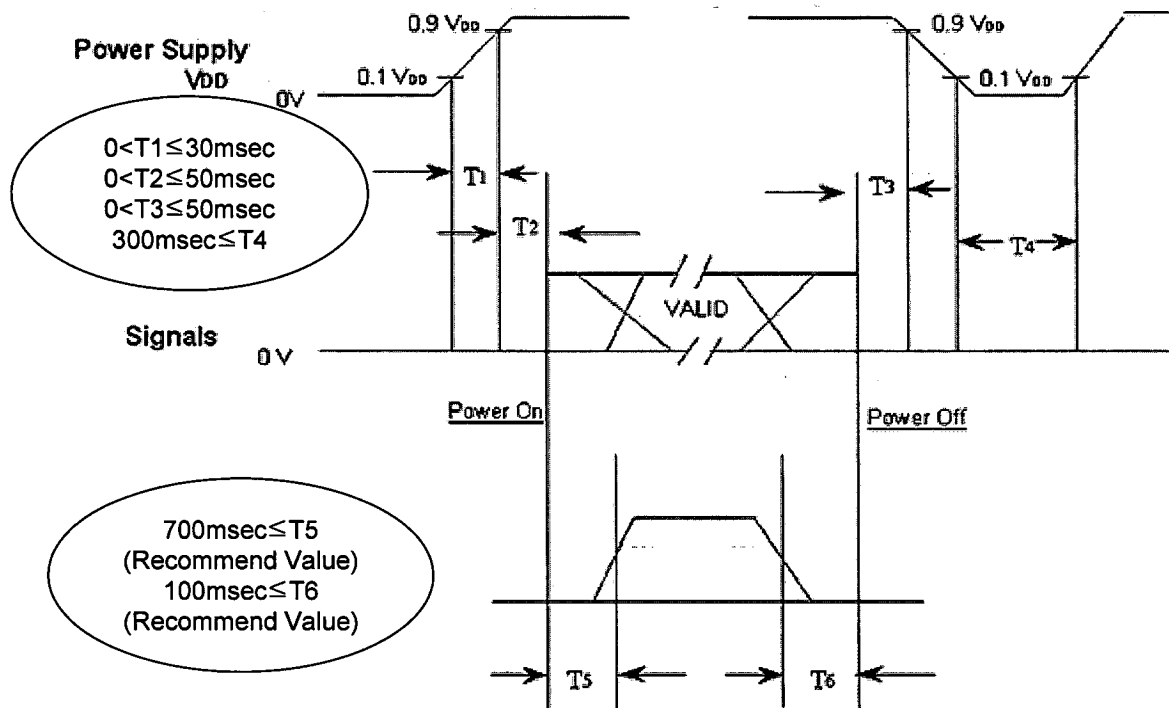 0.9 VDD
0.9 VDD
Power Supply
VDD
0.1 VDD
0.1 VDD
0V
0<T1≦30msec
0<T2≦50msec
0<T3≦50msec
300msec≦T4
T1
T3
T2
T4
VALID
Signals
0 V
Power On
Power Off
700msec≦T5
(Recommend Value)
100msec≦T6
(Recommend Value)
T5
T6